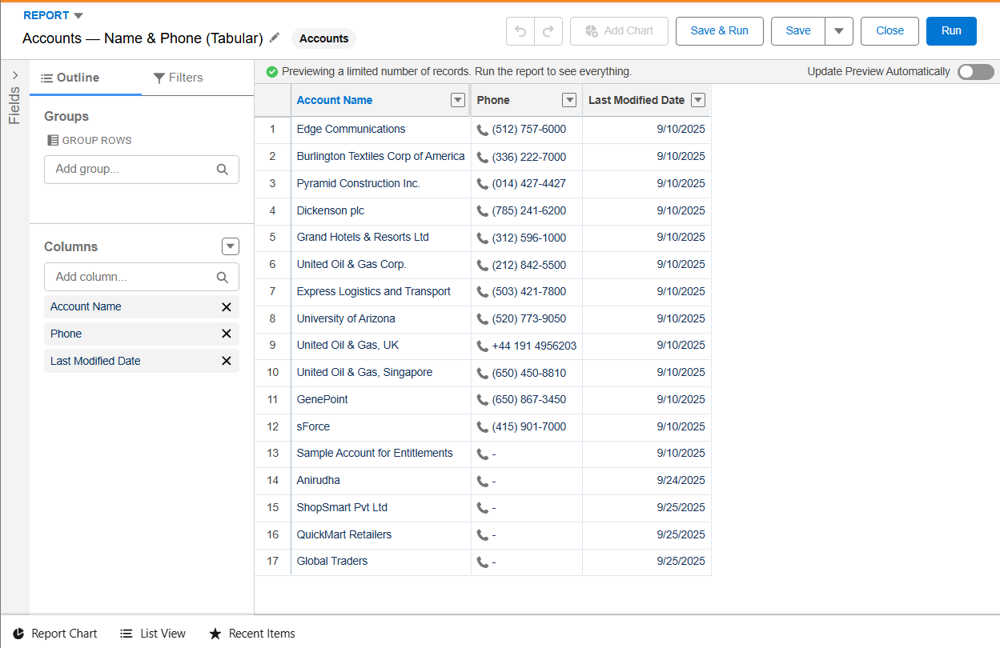 REPORT
Accounts — Name & Phone (Tabular) Accounts
Add Chart Save & Run Save Close Run
Fields
Outline Filters
Groups
GROUP ROWS
Add group...
Columns
Add column...
Account Name
Phone
Last Modified Date
Previewing a limited number of records. Run the report to see everything. Update Preview Automatically
Account Name Phone Last Modified Date
1 Edge Communications (512) 757-6000 9/10/2025
2 Burlington Textiles Corp of America (336) 222-7000 9/10/2025
3 Pyramid Construction Inc. (014) 427-4427 9/10/2025
4 Dickenson plc (785) 241-6200 9/10/2025
5 Grand Hotels & Resorts Ltd (312) 596-1000 9/10/2025
6 United Oil & Gas Corp. (212) 842-5500 9/10/2025
7 Express Logistics and Transport (503) 421-7800 9/10/2025
8 University of Arizona (520) 773-9050 9/10/2025
9 United Oil & Gas, UK +44 191 4956203 9/10/2025
10 United Oil & Gas, Singapore (650) 450-8810 9/10/2025
11 GenePoint (650) 867-3450 9/10/2025
12 sForce (415) 901-7000 9/10/2025
13 Sample Account for Entitlements - 9/10/2025
14 Anirudha - 9/24/2025
15 ShopSmart Pvt Ltd - 9/25/2025
16 QuickMart Retailers - 9/25/2025
17 Global Traders - 9/25/2025
Report Chart List View Recent Items